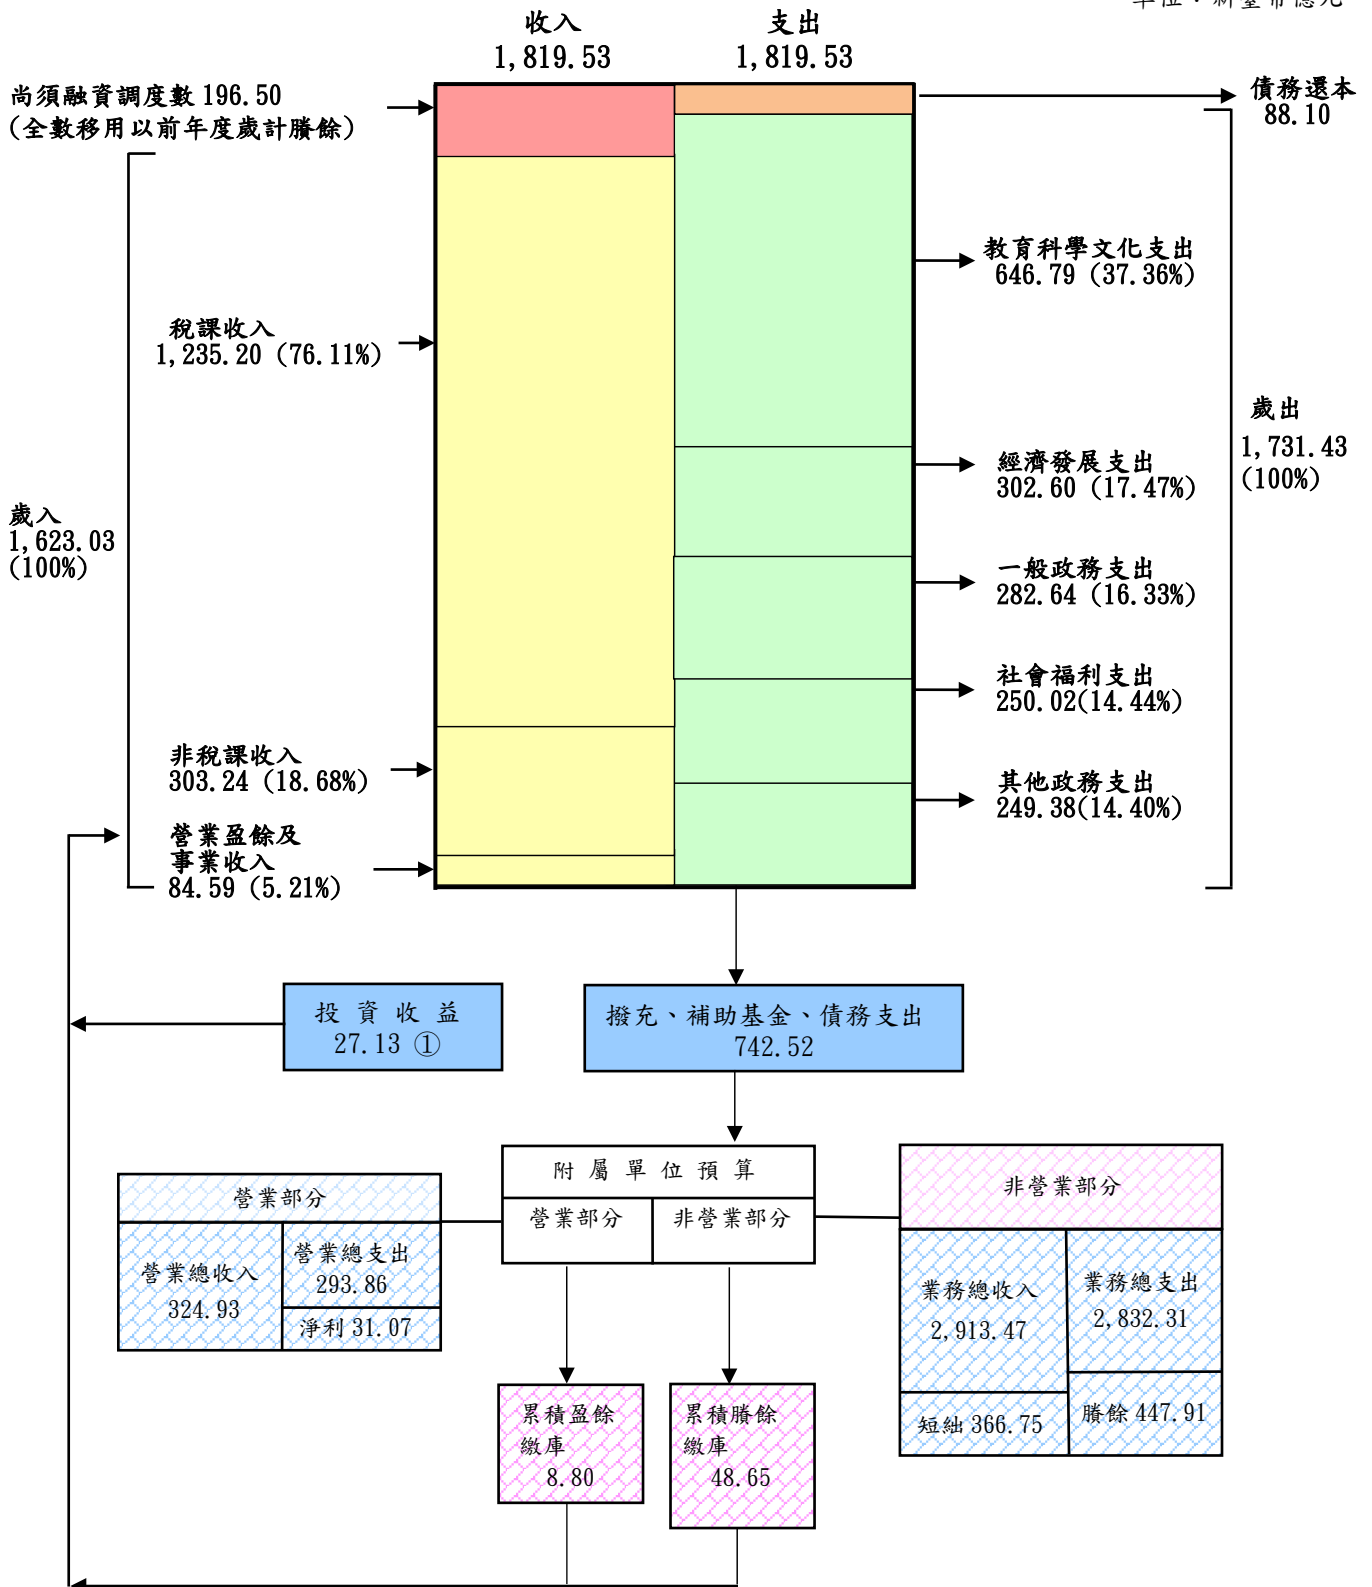 單位：新臺幣億元
收入
1,819.53
支出
1,819.53
尚須融資調度數 196.50
(全數移用以前年度歲計賸餘)
債務還本
88.10
教育科學文化支出
646.79 (37.36%)
稅課收入
1,235.20 (76.11%)
歲出
1,731.43
(100%)
經濟發展支出
302.60 (17.47%)
歲入
1,623.03
(100%)
一般政務支出
282.64 (16.33%)
社會福利支出
250.02(14.44%)
非稅課收入
303.24 (18.68%)
其他政務支出
249.38(14.40%)
營業盈餘及
事業收入
84.59 (5.21%)
投資收益
27.13 ①
撥充、補助基金、債務支出
742.52
附屬單位預算
營業部分
非營業部分
營業部分
營業總收入
324.93
營業總支出
293.86
淨利 31.07
非營業部分
業務總收入
2,913.47
業務總支出
2,832.31
短絀 366.75
賸餘 447.91
累積盈餘
繳庫
8.80
累積賸餘
繳庫
48.65